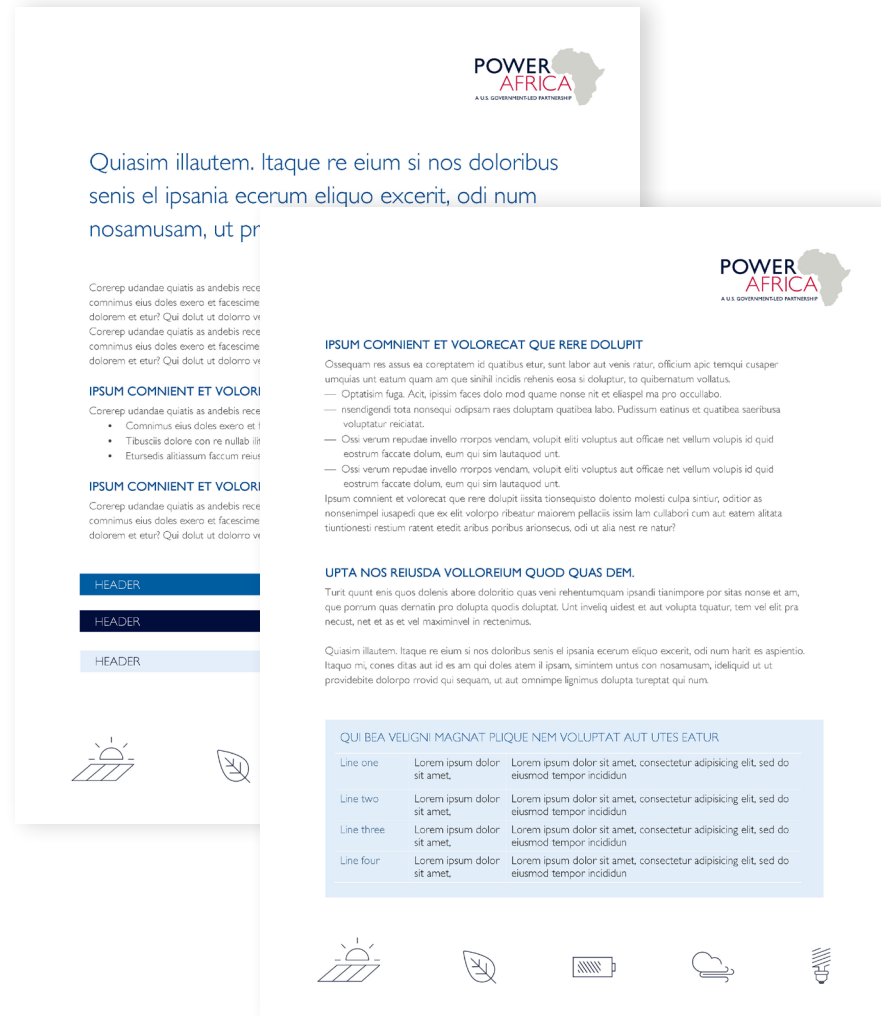 POWER
AFRICA
A U.S. GOVERNMENT-LED PARTNERSHIP
Quiasim illautem. Itaque re eium si nos doloribus
senis el ipsania ecerum eliquo excerit, odi num
nosamusam, ut pr
Corerep udandae quiatis as andebis rece
comnimus eius doles exero et facescime
dolorem et etur? Qui dolut ut dolorro ve
Corerep udandae quiatis as andebis rece
comnimus eius doles exero et facescime
dolorem et etur? Qui dolut ut dolorro ve
IPSUM COMNIENT ET VOLORE
Corerep udandae quiatis as andebis rece
• Comnimus eius doles exero et f
• Tibusciis dolore con re nullab ilit
• Etursedis alitiassum faccum reius
IPSUM COMNIENT ET VOLORE
Corerep udandae quiatis as andebis rece
comnimus eius doles exero et facescime
dolorem et etur? Qui dolut ut dolorro ve
HEADER
HEADER
HEADER
POWER
AFRICA
A U.S. GOVERNMENT-LED PARTNERSHIP
IPSUM COMNIENT ET VOLORECAT QUE RERE DOLUPIT
Ossequam res assus ea coreptatem id quatibus etur, sunt labor aut venis ratur, officium apic temqui cusaper
umquias unt eatum quam am que sinihil incidis rehenis eosa si doluptur, to quibernatum vollatus.
— Optatisim fuga. Acit, ipissim faces dolo mod quame nonse nit et eliaspel ma pro occullabo.
— nsendigendi tota nonsequi odipsam raes doluptam quatibea labo. Pudissum eatinus et quatibea saeribusa
voluptatur reiciatat.
— Ossi verum repudae invello rrorpos vendam, volupit eliti voluptus aut officae net vellum volupis id quid
eostrum faccate dolum, eum qui sim lautaquod unt.
— Ossi verum repudae invello rrorpos vendam, volupit eliti voluptus aut officae net vellum volupis id quid
eostrum faccate dolum, eum qui sim lautaquod unt.
Ipsum comnient et volorecat que rere dolupit iissita tionsequisto dolento molesti culpa sintiur, oditior as
nonsenimpel iusapedi que ex elit volorpo ribeatur maiorem pellaciis issim lam cullabori cum aut eatem alitata
tiuntionesti restium ratent etedit aribus poribus arionsecus, odi ut alia nest re natur?
UPTA NOS REIUSDA VOLLOREIUM QUOD QUAS DEM.
Turit quunt enis quos dolenis abore doloritio quas veni rehentumquam ipsandi tianimpore por sitas nonse et am,
que porrum quas dernatin pro dolupta quodis doluptat. Unt inveliq uidest et aut volupta tquatur, tem vel elit pra
necust, net et as et vel maximinvel in rectenimus.
Quiasim illautem. Itaque re eium si nos doloribus senis el ipsania ecerum eliquo excerit, odi num harit es aspientio.
Itaquo mi, cones ditas aut id es am qui doles atem il ipsam, simintem untus con nosamusam, ideliquid ut ut
providebite dolorpo rrovid qui sequam, ut aut omnimpe lignimus dolupta tureptat qui num.
QUI BEA VELIGNI MAGNAT PLIQUE NEM VOLUPTAT AUT UTES EATUR
Line one Lorem ipsum dolor Lorem ipsum dolor sit amet, consectetur adipisicing elit, sed do
sit amet, eiusmod tempor incididun
Line two Lorem ipsum dolor Lorem ipsum dolor sit amet, consectetur adipisicing elit, sed do
sit amet, eiusmod tempor incididun
Line three Lorem ipsum dolor Lorem ipsum dolor sit amet, consectetur adipisicing elit, sed do
sit amet, eiusmod tempor incididun
Line four Lorem ipsum dolor Lorem ipsum dolor sit amet, consectetur adipisicing elit, sed do
sit amet, eiusmod tempor incididun